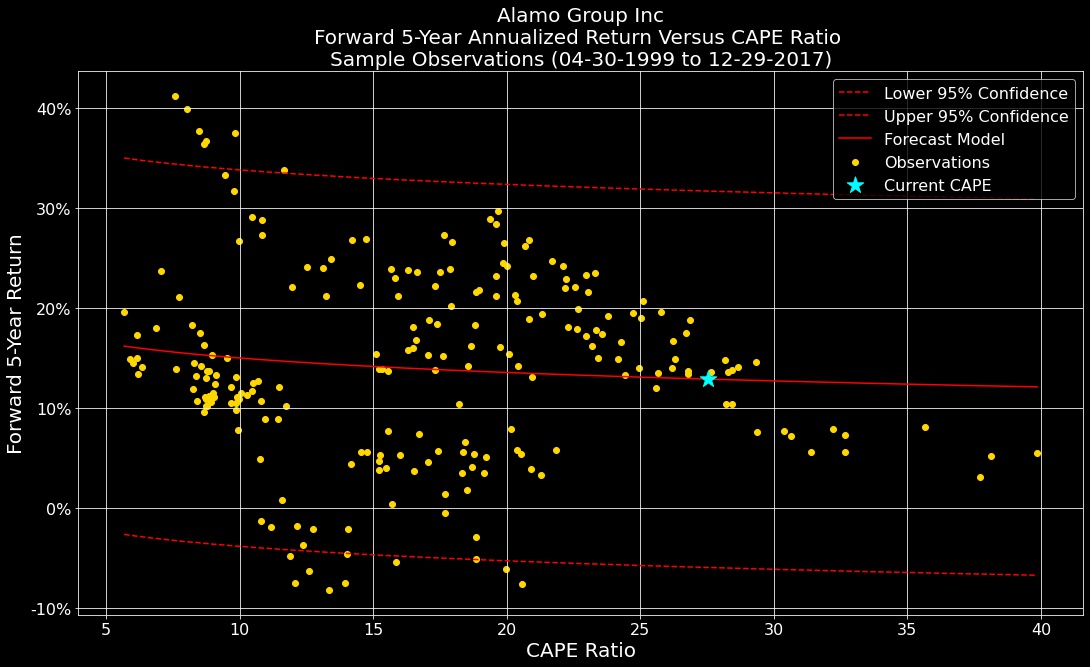 Alamo Group Inc
Forward 5-Year Annualized Return Versus CAPE Ratio
Sample Observations (04-30-1999 to 12-29-2017)
Lower 95% Confidence
Upper 95% Confidence
Forecast Model
Observations
Current CAPE
Forward 5-Year Return
40%
30%
20%
10%
0%
-10%
5 10 15 20 25 30 35 40
CAPE Ratio